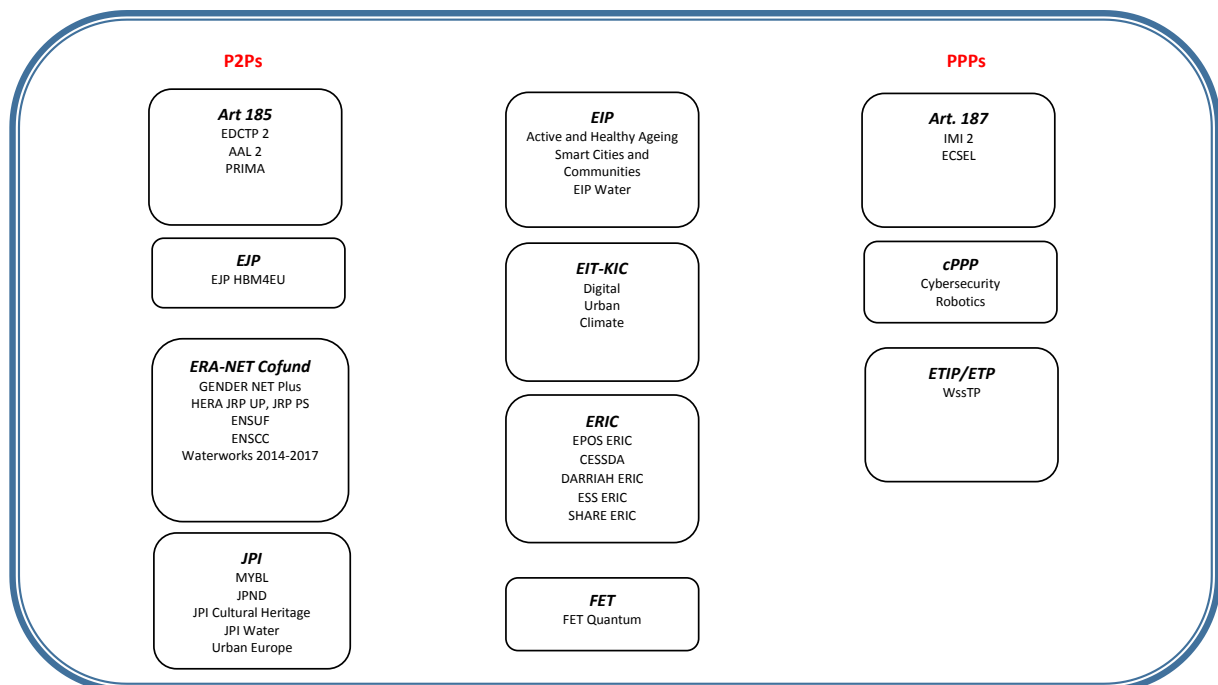 P2Ps
Art 185
EDCTP 2
AAL 2
PRIMA
EJP
EJP HBM4EU
ERA-NET Cofund
GENDER NET Plus
HERA JRP UP, JRP PS
ENSUF
ENSCC
Waterworks 2014-2017
JPI
MYBL
JPND
JPI Cultural Heritage
JPI Water
Urban Europe
EIP
Active and Healthy Ageing
Smart Cities and
Communities
EIP Water
EIT-KIC
Digital
Urban
Climate
ERIC
EPOS ERIC
CESSDA
DARRIAH ERIC
ESS ERIC
SHARE ERIC
FET
FET Quantum
PPPs
Art. 187
IMI 2
ECSEL
cPPP
Cybersecurity
Robotics
ETIP/ETP
WssTP